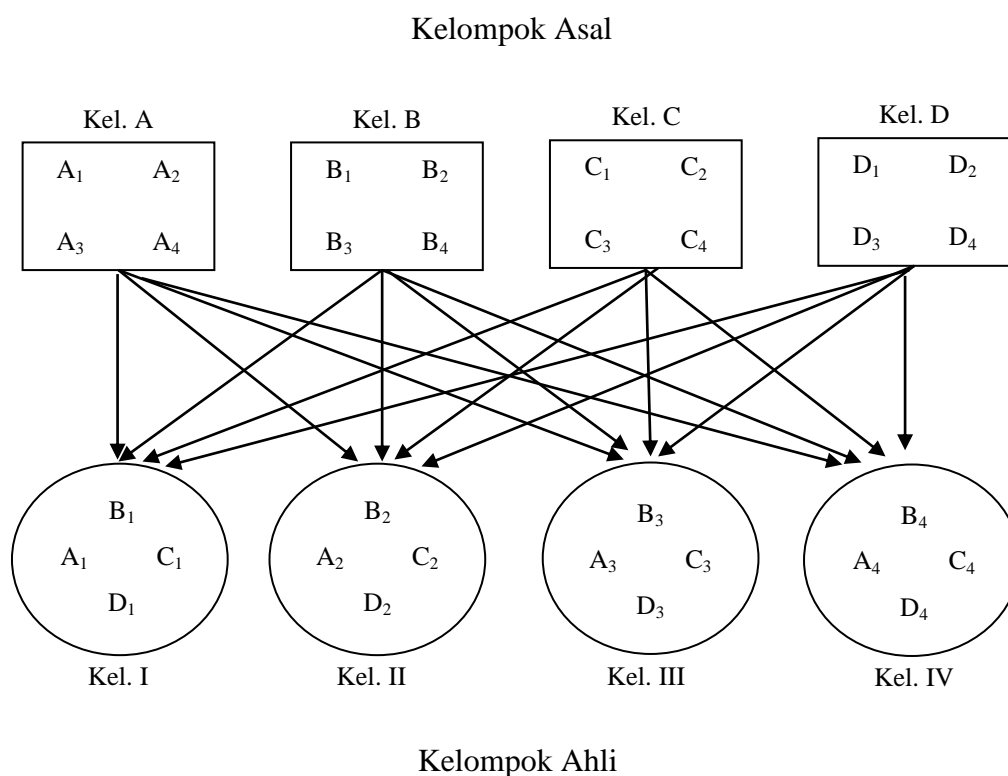 Kelompok Asal
Kel. A Kel. B Kel. C Kel. D
A₁ A₂ B₁ B₂ C₁ C₂ D₁ D₂
A₃ A₄ B₃ B₄ C₃ C₄ D₃ D₄
B₁ B₂ B₃ B₄
A₁ C₁ A₂ C₂ A₃ C₃ A₄ C₄
D₁ D₂ D₃ D₄
Kel. I Kel. II Kel. III Kel. IV
Kelompok Ahli